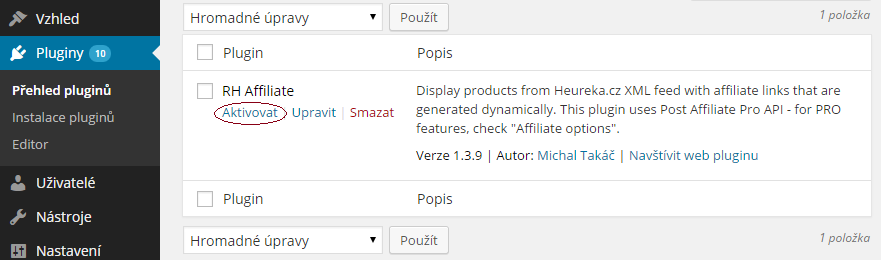 Vzhled
Pluginy 10
Přehled pluginů
Instalace pluginů
Editor
Uživatelé
Nástroje
Nastavení
Hromadné úpravy Použít 1 položka
Plugin Popis
RH Affiliate
Aktivovat Upravit | Smazat
Display products from Heureka.cz XML feed with affiliate links that are
generated dynamically. This plugin uses Post Affiliate Pro API - for PRO
features, check "Affiliate options".
Verze 1.3.9 | Autor: Michal Takáč | Navštívit web pluginu
Plugin Popis
Hromadné úpravy Použít 1 položka